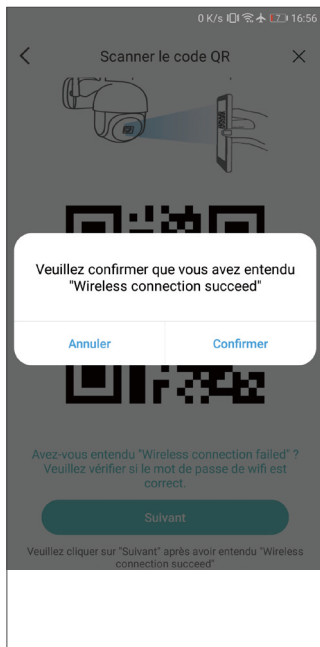 0 K/s 7 16:56
Scanner le code QR
Veuillez confirmer que vous avez entendu
"Wireless connection succeed"
Annuler Confirmer
Avez-vous entendu "Wireless connection failed" ?
Veuillez vérifier si le mot de passe de wifi est
correct.
Suivant
Veuillez cliquer sur "Suivant" après avoir entendu "Wireless
connection succeed"